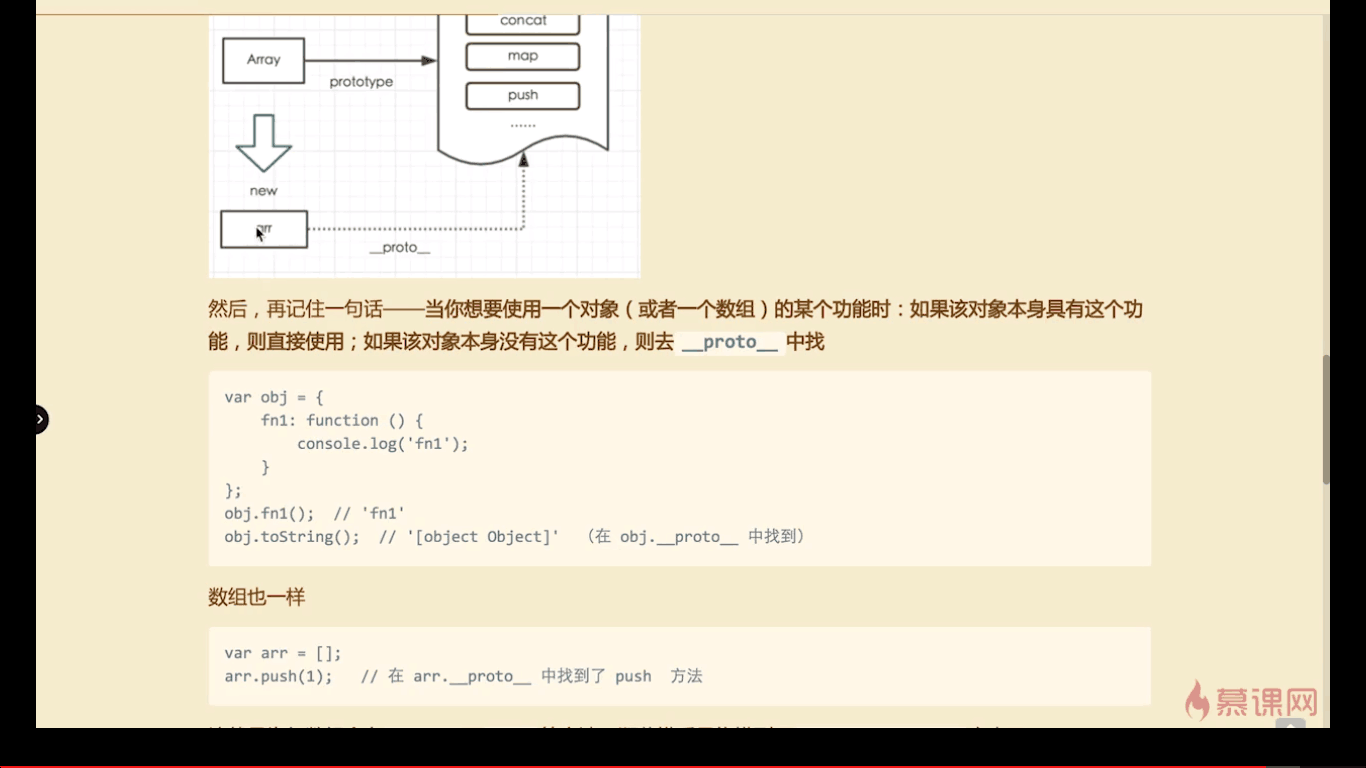 concat
Array
map
prototype
push
......
new
arr
__proto__
然后，再记住一句话——当你想要使用一个对象（或者一个数组）的某个功能时：如果该对象本身具有这个功
能，则直接使用；如果该对象本身没有这个功能，则去 __proto__ 中找
var obj = {
    fn1: function () {
        console.log('fn1');
    }
};
obj.fn1();  // 'fn1'
obj.toString();  // '[object Object]'  （在 obj.__proto__ 中找到）
数组也一样
var arr = [];
arr.push(1);   // 在 arr.__proto__ 中找到了 push  方法
慕课网